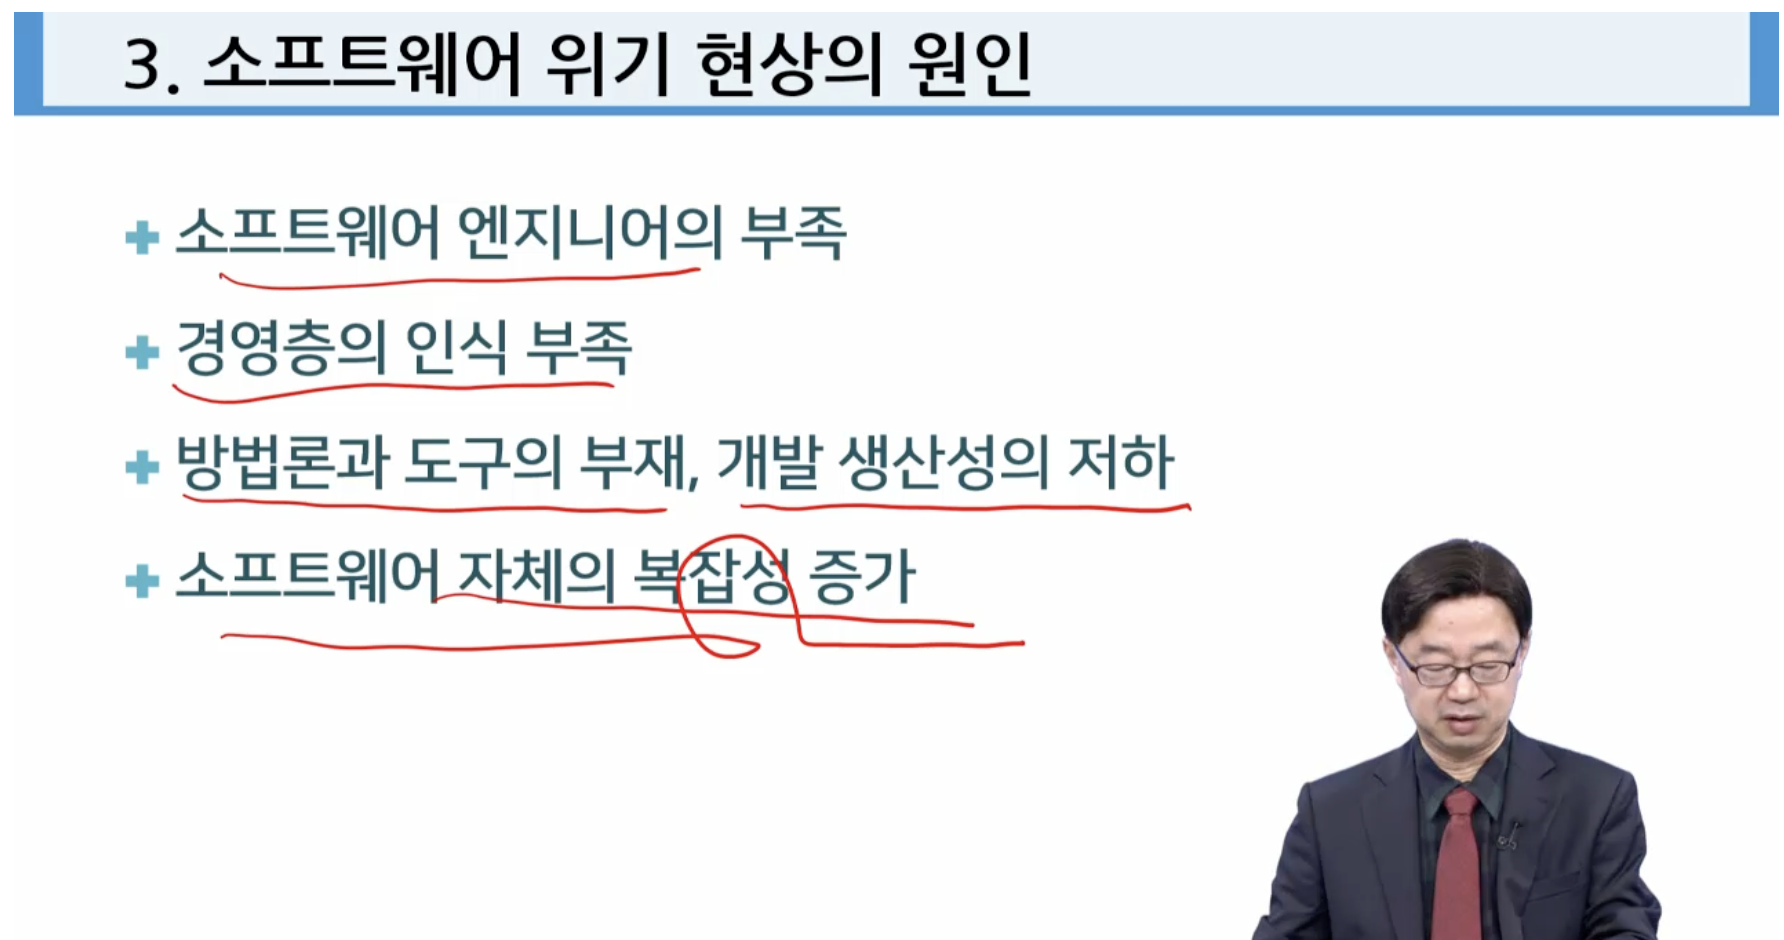 3. 소프트웨어 위기 현상의 원인
소프트웨어 엔지니어의 부족
경영층의 인식 부족
방법론과 도구의 부재, 개발 생산성의 저하
소프트웨어 자체의 복잡성 증가